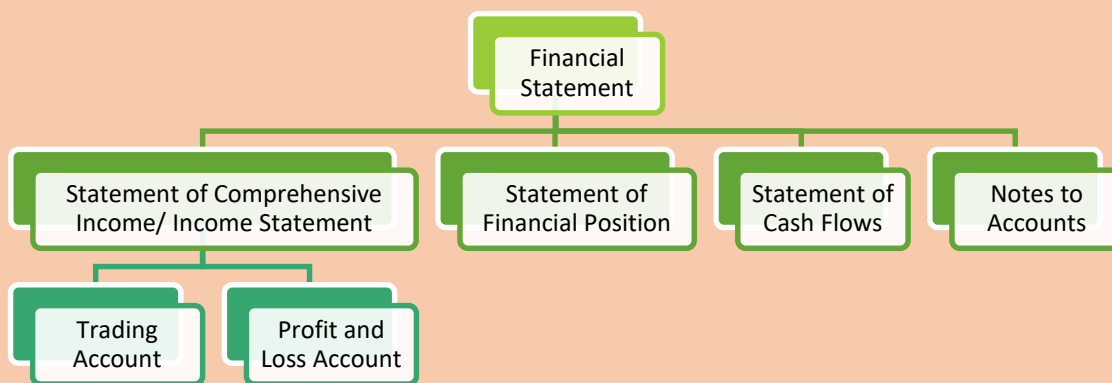 Financial
Statement
Statement of Comprehensive
Income/ Income Statement
Statement of
Financial Position
Statement of
Cash Flows
Notes to
Accounts
Trading
Account
Profit and
Loss Account